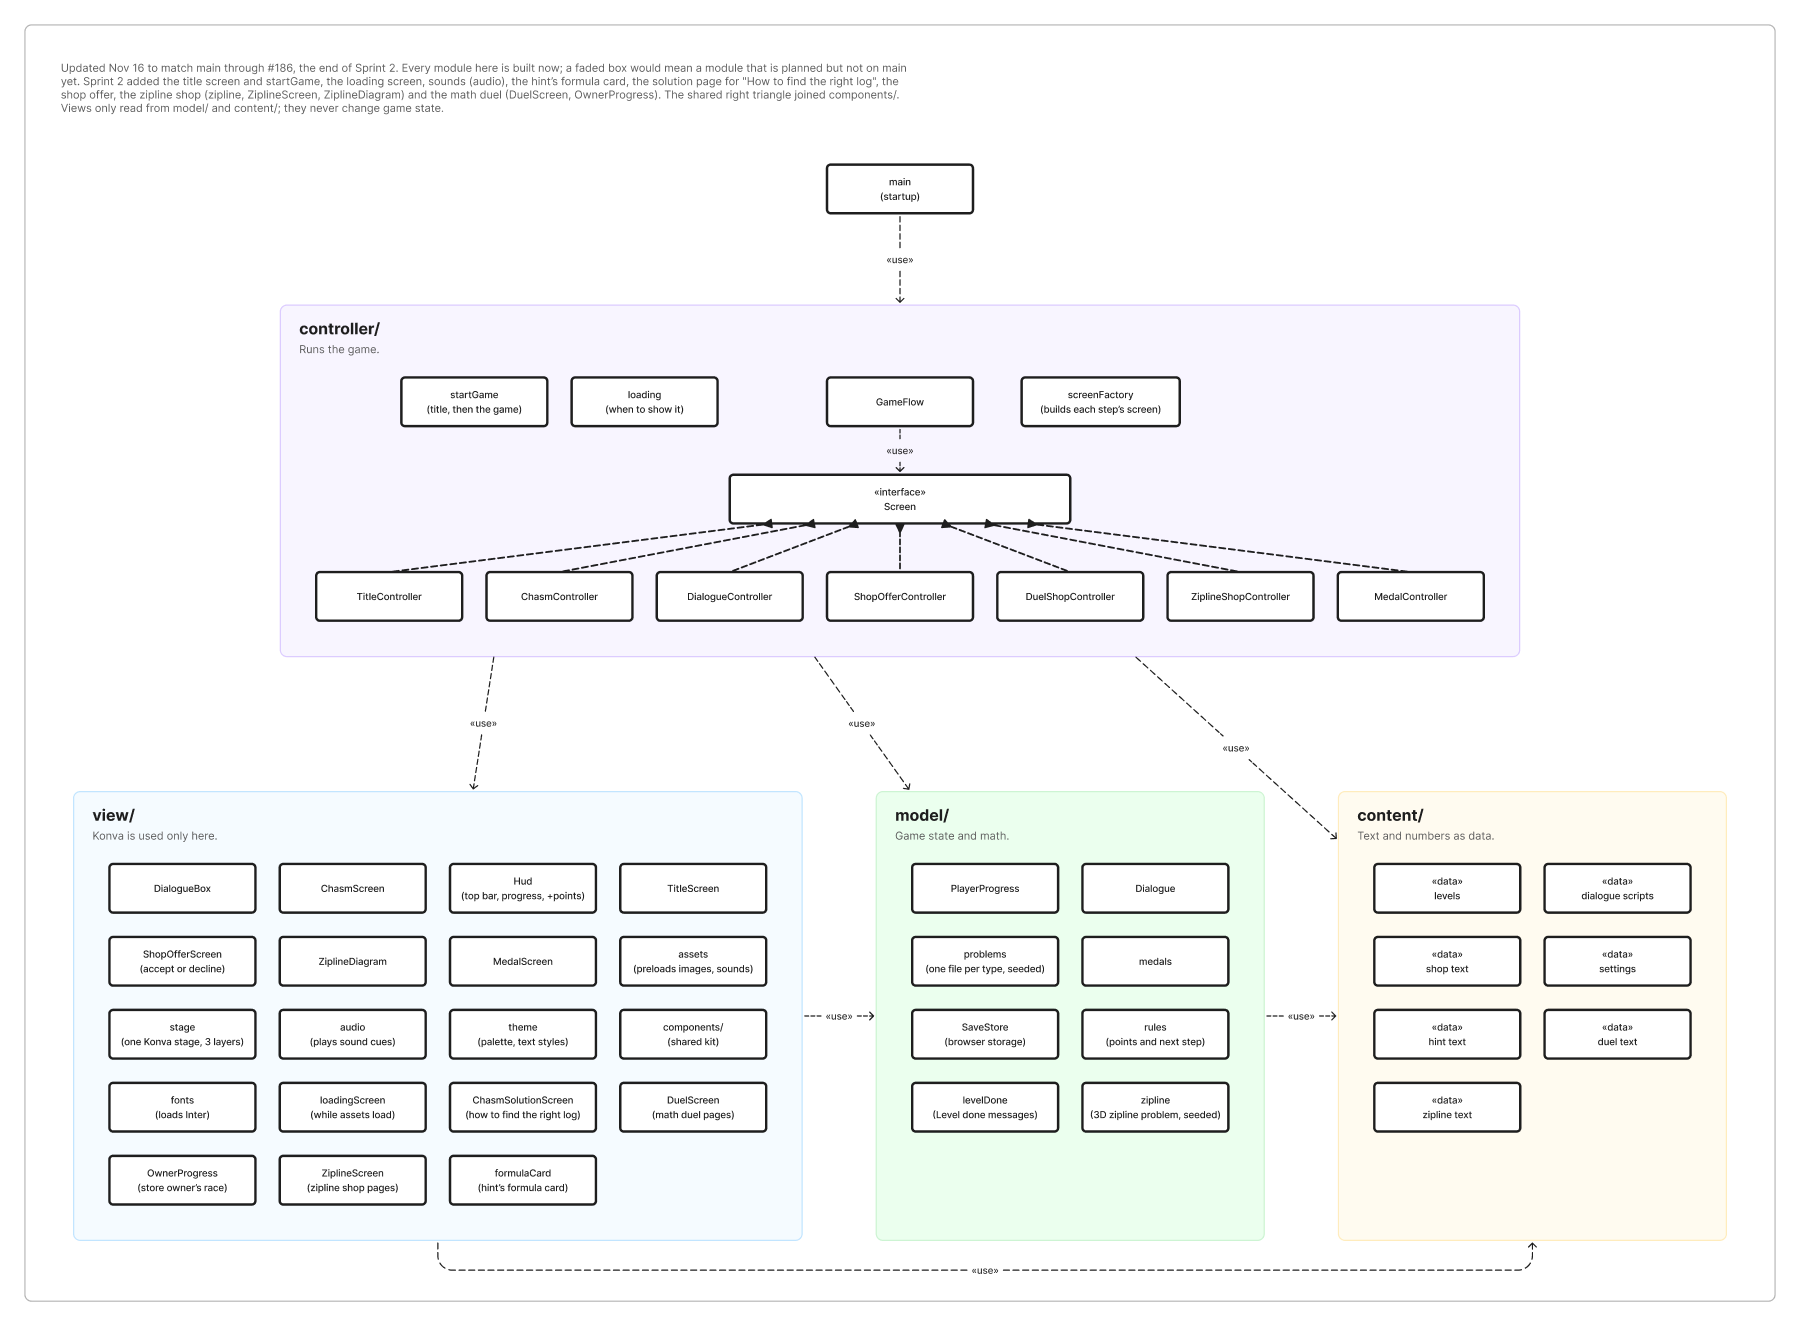 Updated Nov 16 to match main through #186, the end of Sprint 2. Every module here is built now; a faded box would mean a module that is planned but not on main
yet. Sprint 2 added the title screen and startGame, the loading screen, sounds (audio), the hint's formula card, the solution page for "How to find the right log", the
shop offer, the zipline shop (zipline, ZiplineScreen, ZiplineDiagram) and the math duel (DuelScreen, OwnerProgress). The shared right triangle joined components/.
Views only read from model/ and content/; they never change game state.
main
(startup)
«use»
controller/
Runs the game.
startGame
(title, then the game)
loading
(when to show it)
GameFlow
screenFactory
(builds each step's screen)
«use»
«interface»
Screen
TitleController
ChasmController
DialogueController
ShopOfferController
DuelShopController
ZiplineShopController
MedalController
«use»
«use»
«use»
view/
Konva is used only here.
DialogueBox
ChasmScreen
Hud
(top bar, progress, +points)
TitleScreen
ShopOfferScreen
(accept or decline)
ZiplineDiagram
MedalScreen
assets
(preloads images, sounds)
stage
(one Konva stage, 3 layers)
audio
(plays sound cues)
theme
(palette, text styles)
components/
(shared kit)
fonts
(loads Inter)
loadingScreen
(while assets load)
ChasmSolutionScreen
(how to find the right log)
DuelScreen
(math duel pages)
OwnerProgress
(store owner's race)
ZiplineScreen
(zipline shop pages)
formulaCard
(hint's formula card)
«use»
model/
Game state and math.
PlayerProgress
Dialogue
problems
(one file per type, seeded)
medals
SaveStore
(browser storage)
rules
(points and next step)
levelDone
(Level done messages)
zipline
(3D zipline problem, seeded)
«use»
content/
Text and numbers as data.
«data»
levels
«data»
dialogue scripts
«data»
shop text
«data»
settings
«data»
hint text
«data»
duel text
«data»
zipline text
«use»